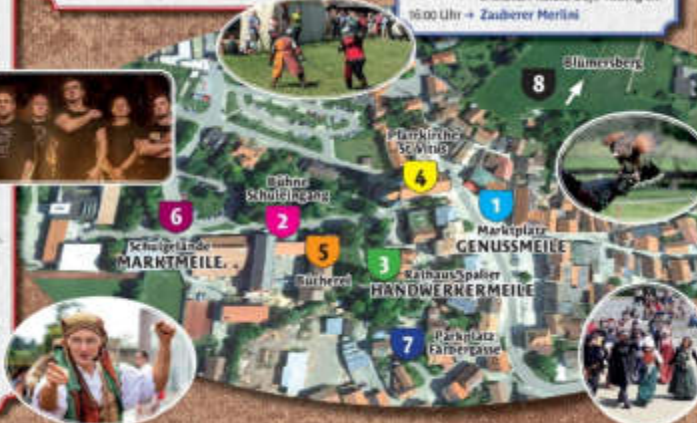 16:00 Uhr → Zauberer Merlini
8
Blümersberg
Pfarrkirche
St. Vitus
4
Bühne
Schuleingang
2
1
6
Marktplatz
GENUSSMEILE
Schulgelände
MARKTMEILE
5
Bücherei
3
Rathaus/Spalier
HANDWERKERMEILE
7
Parkplatz
Färbergasse